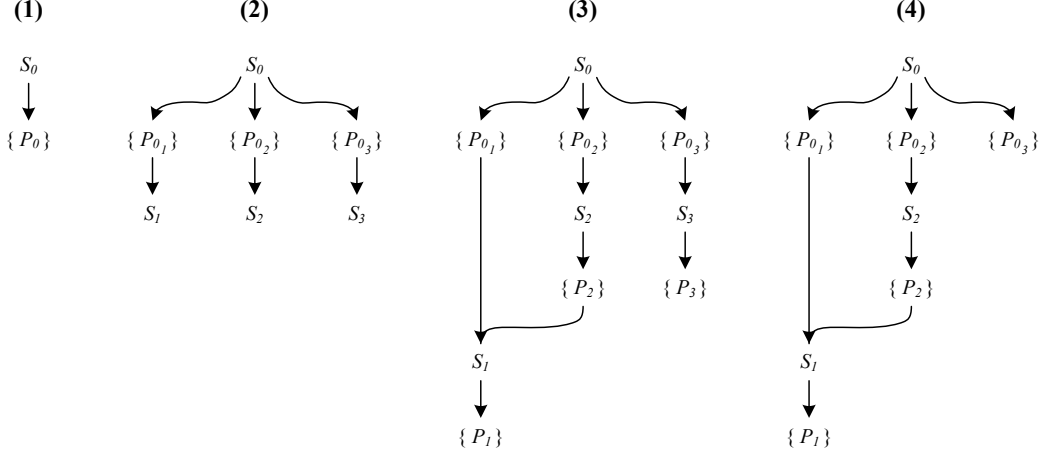 (1) (2) (3) (4)
S₀ S₀ S₀ S₀
{ P₀ } { P₀₁ } { P₀₂ } { P₀₃ } { P₀₁ } { P₀₂ } { P₀₃ } { P₀₁ } { P₀₂ } { P₀₃ }
S₁ S₂ S₃ S₂ S₃ S₂
{ P₂ } { P₃ } { P₂ }
S₁ S₁
{ P₁ } { P₁ }